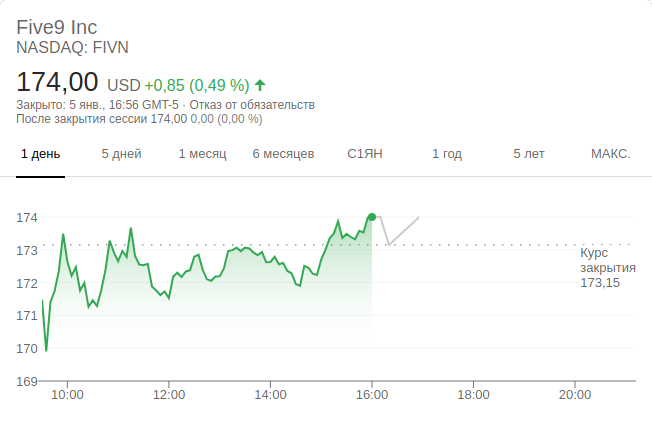 Five9 Inc
NASDAQ: FIVN
174,00 USD +0,85 (0,49 %)
Закрыто: 5 янв., 16:56 GMT-5 · Отказ от обязательств
После закрытия сессии 174,00 0,00 (0,00 %)
1 день 5 дней 1 месяц 6 месяцев С1ЯН 1 год 5 лет МАКС.
174
173
172
171
170
169
Курс
закрытия
173,15
10:00 12:00 14:00 16:00 18:00 20:00